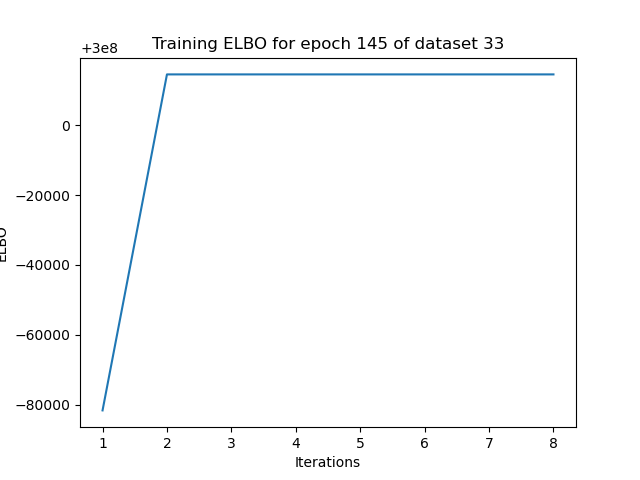 Training ELBO for epoch 145 of dataset 33
+3e8
0
−20000
−40000
−60000
−80000
ELBO
1 2 3 4 5 6 7 8
Iterations